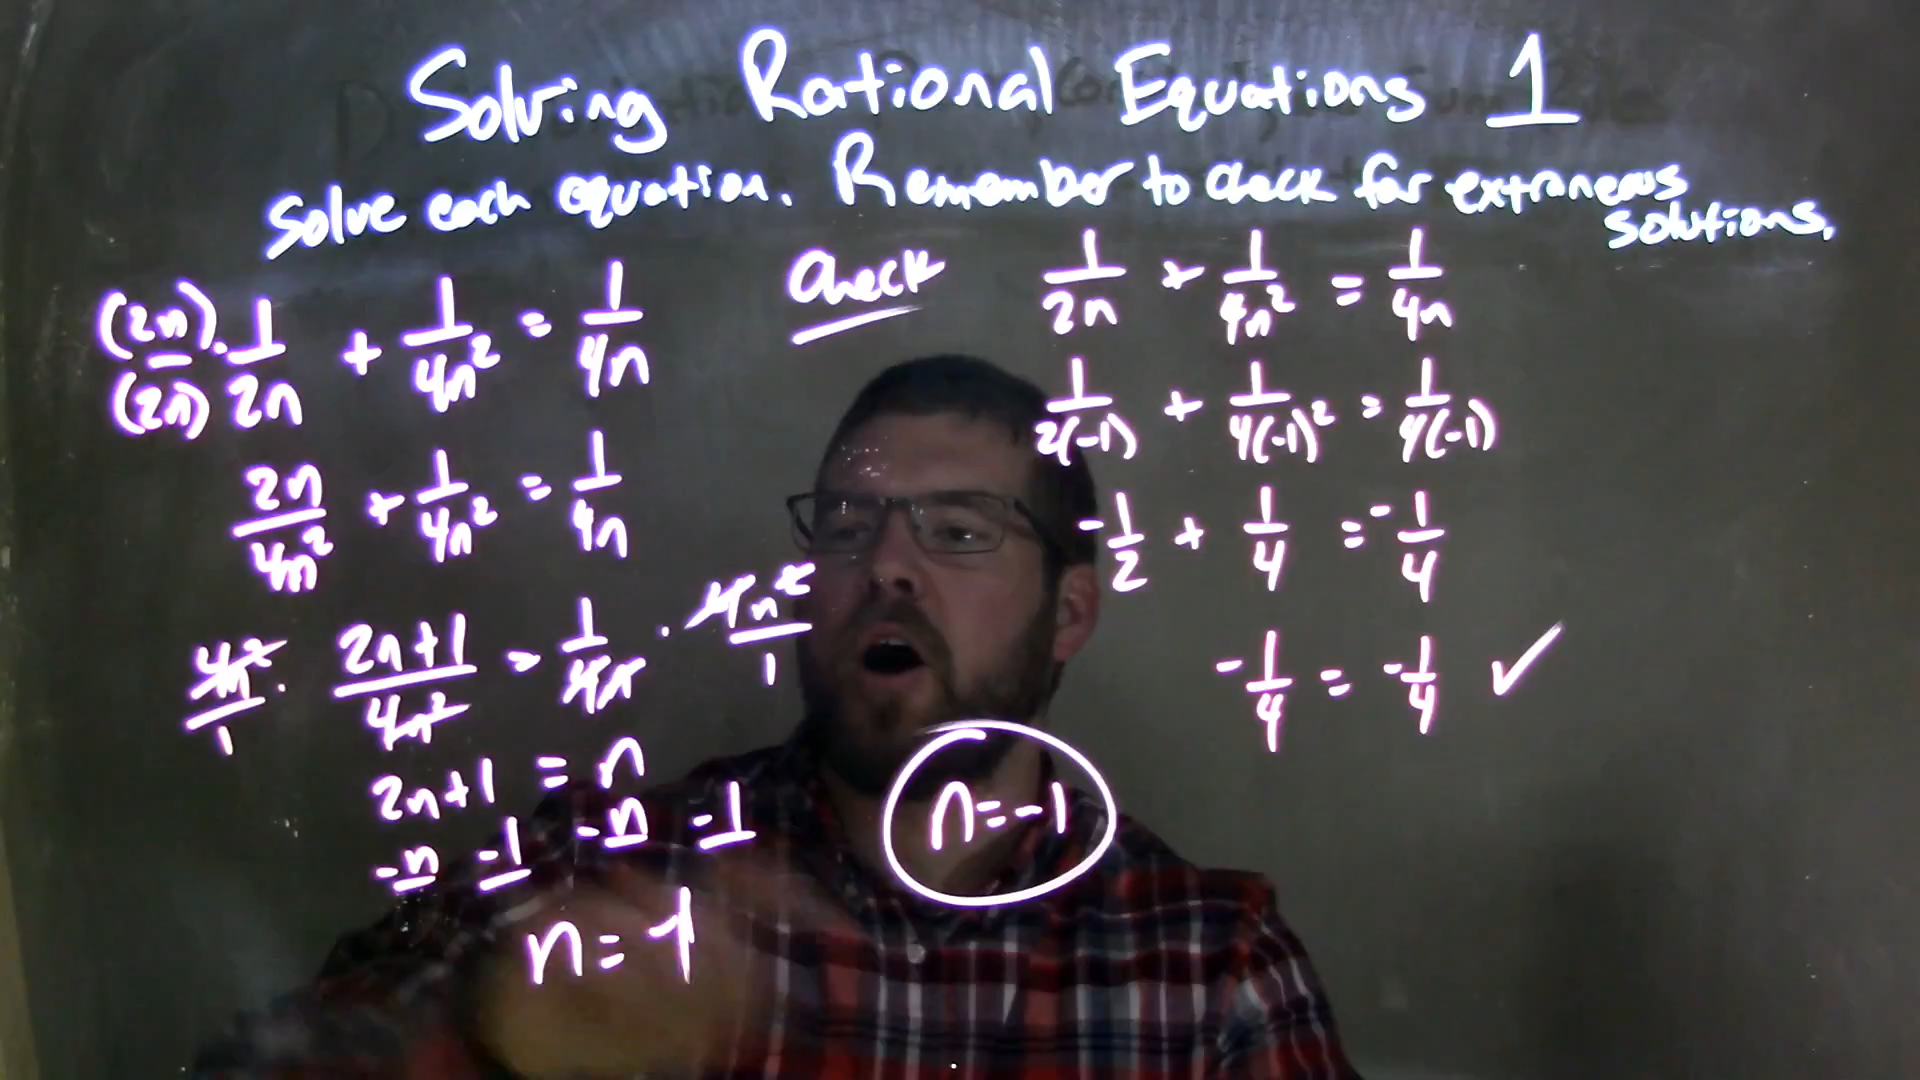 Solving Rational Equations 1
Solve each equation. Remember to check for extraneous
solutions.
(2n)/(2n) · 1/2n + 1/4n² = 1/4n
2n/4n² + 1/4n² = 1/4n
4n²/1 · 2n+1/4n² = 1/4n · 4n²/1
2n+1 = n
-n -1 -n -1
n = -1
Check
1/2n + 1/4n² = 1/4n
1/2(-1) + 1/4(-1)² = 1/4(-1)
-1/2 + 1/4 = -1/4
-1/4 = -1/4 ✓
n = -1